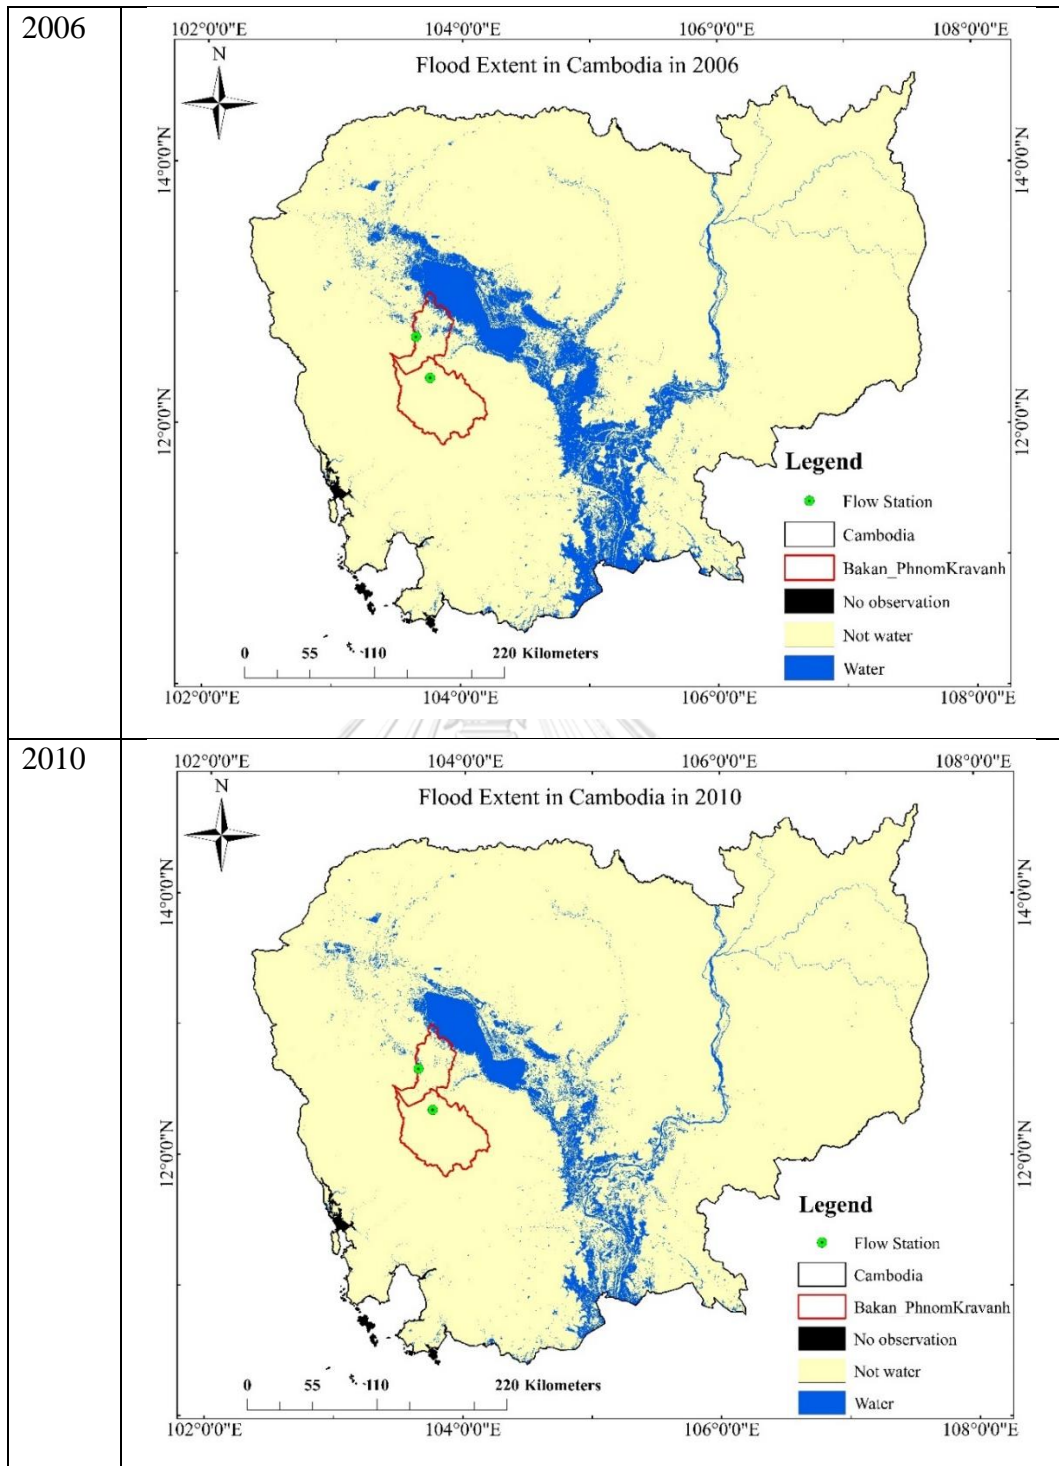 2006
102°0'0"E 104°0'0"E 106°0'0"E 108°0'0"E
N
Flood Extent in Cambodia in 2006
14°0'0"N 14°0'0"N
12°0'0"N 12°0'0"N
Legend
Flow Station
Cambodia
Bakan_PhnomKravanh
No observation
Not water
Water
0 55 110 220 Kilometers
102°0'0"E 104°0'0"E 106°0'0"E 108°0'0"E
2010
102°0'0"E 104°0'0"E 106°0'0"E 108°0'0"E
N
Flood Extent in Cambodia in 2010
14°0'0"N 14°0'0"N
12°0'0"N 12°0'0"N
Legend
Flow Station
Cambodia
Bakan PhnomKravanh
No observation
Not water
Water
0 55 110 220 Kilometers
102°0'0"E 104°0'0"E 106°0'0"E 108°0'0"E